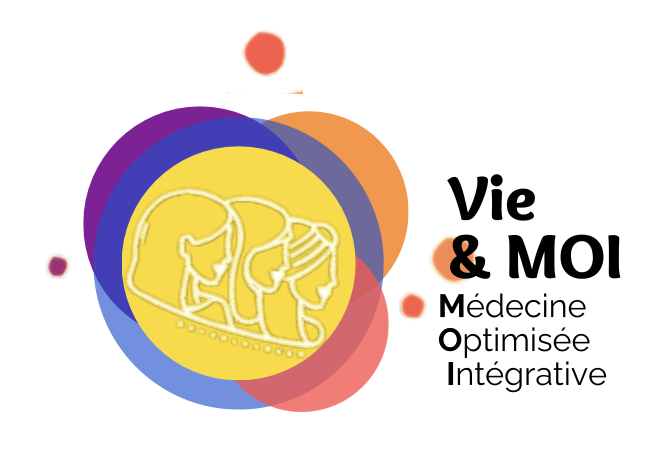 Vie
& MOI
Médecine
Optimisée
Intégrative